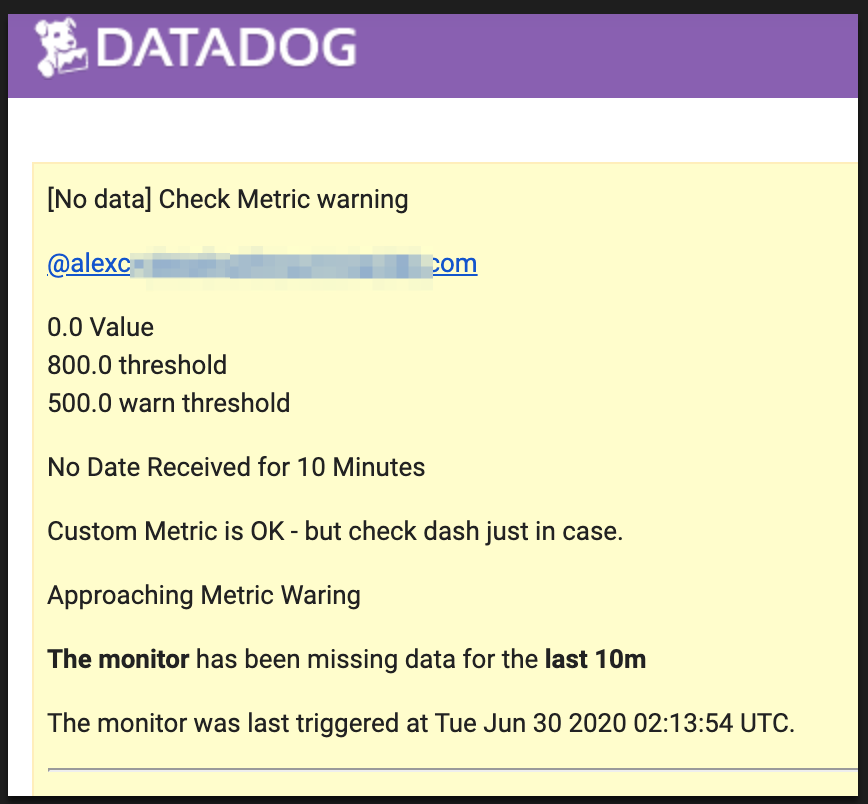 DATADOG
[No data] Check Metric warning
@alexc com
0.0 Value
800.0 threshold
500.0 warn threshold
No Date Received for 10 Minutes
Custom Metric is OK - but check dash just in case.
Approaching Metric Waring
The monitor has been missing data for the last 10m
The monitor was last triggered at Tue Jun 30 2020 02:13:54 UTC.